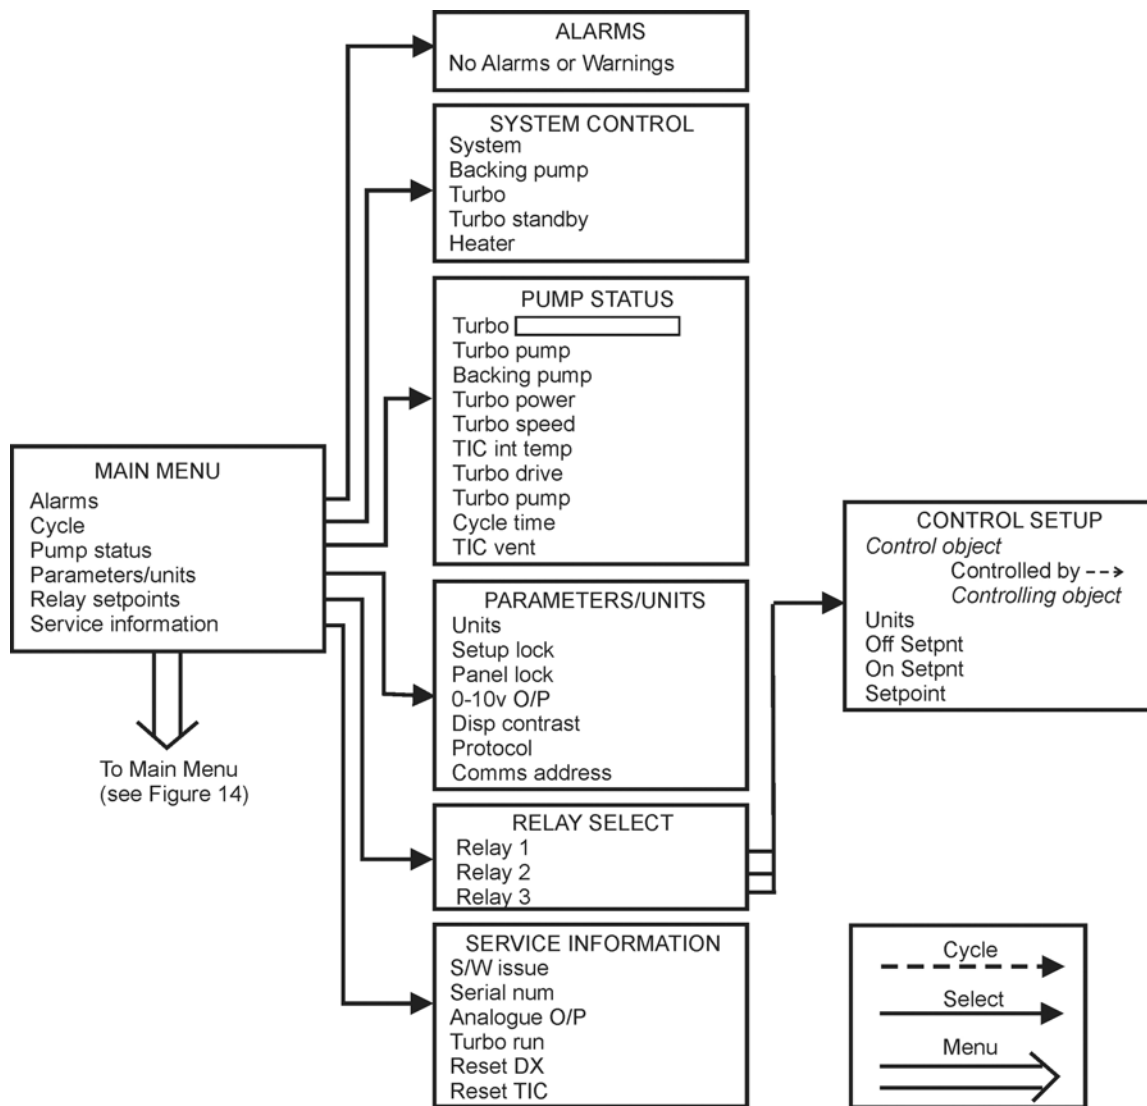 ALARMS
No Alarms or Warnings
SYSTEM CONTROL
System
Backing pump
Turbo
Turbo standby
Heater
PUMP STATUS
Turbo
Turbo pump
Backing pump
Turbo power
Turbo speed
TIC int temp
Turbo drive
Turbo pump
Cycle time
TIC vent
MAIN MENU
Alarms
Cycle
Pump status
Parameters/units
Relay setpoints
Service information
To Main Menu
(see Figure 14)
PARAMETERS/UNITS
Units
Setup lock
Panel lock
0-10v O/P
Disp contrast
Protocol
Comms address
RELAY SELECT
Relay 1
Relay 2
Relay 3
CONTROL SETUP
Control object
Controlled by
Controlling object
Units
Off Setpnt
On Setpnt
Setpoint
SERVICE INFORMATION
S/W issue
Serial num
Analogue O/P
Turbo run
Reset DX
Reset TIC
Cycle
Select
Menu